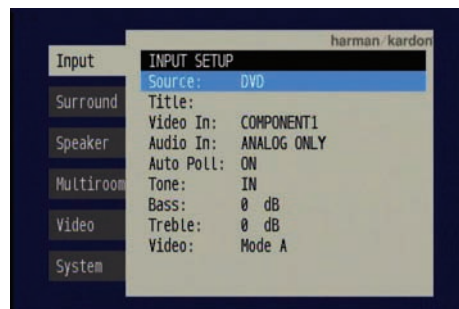 harman/kardon
Input
Surround
Speaker
Multiroom
Video
System
INPUT SETUP
Source: DVD
Title:
Video In: COMPONENT1
Audio In: ANALOG ONLY
Auto Poll: ON
Tone: IN
Bass: 0 dB
Treble: 0 dB
Video: Mode A